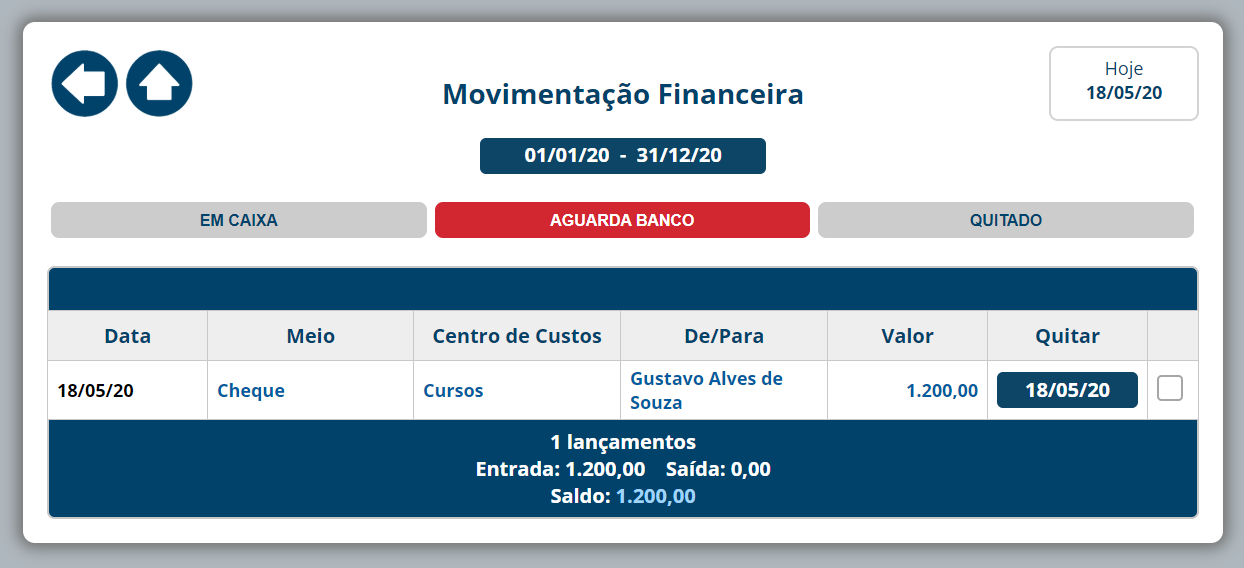 Hoje
18/05/20
Movimentação Financeira
01/01/20 - 31/12/20
EM CAIXA AGUARDA BANCO QUITADO
Data Meio Centro de Custos De/Para Valor Quitar
18/05/20 Cheque Cursos Gustavo Alves de Souza 1.200,00 18/05/20
1 lançamentos
Entrada: 1.200,00 Saída: 0,00
Saldo: 1.200,00